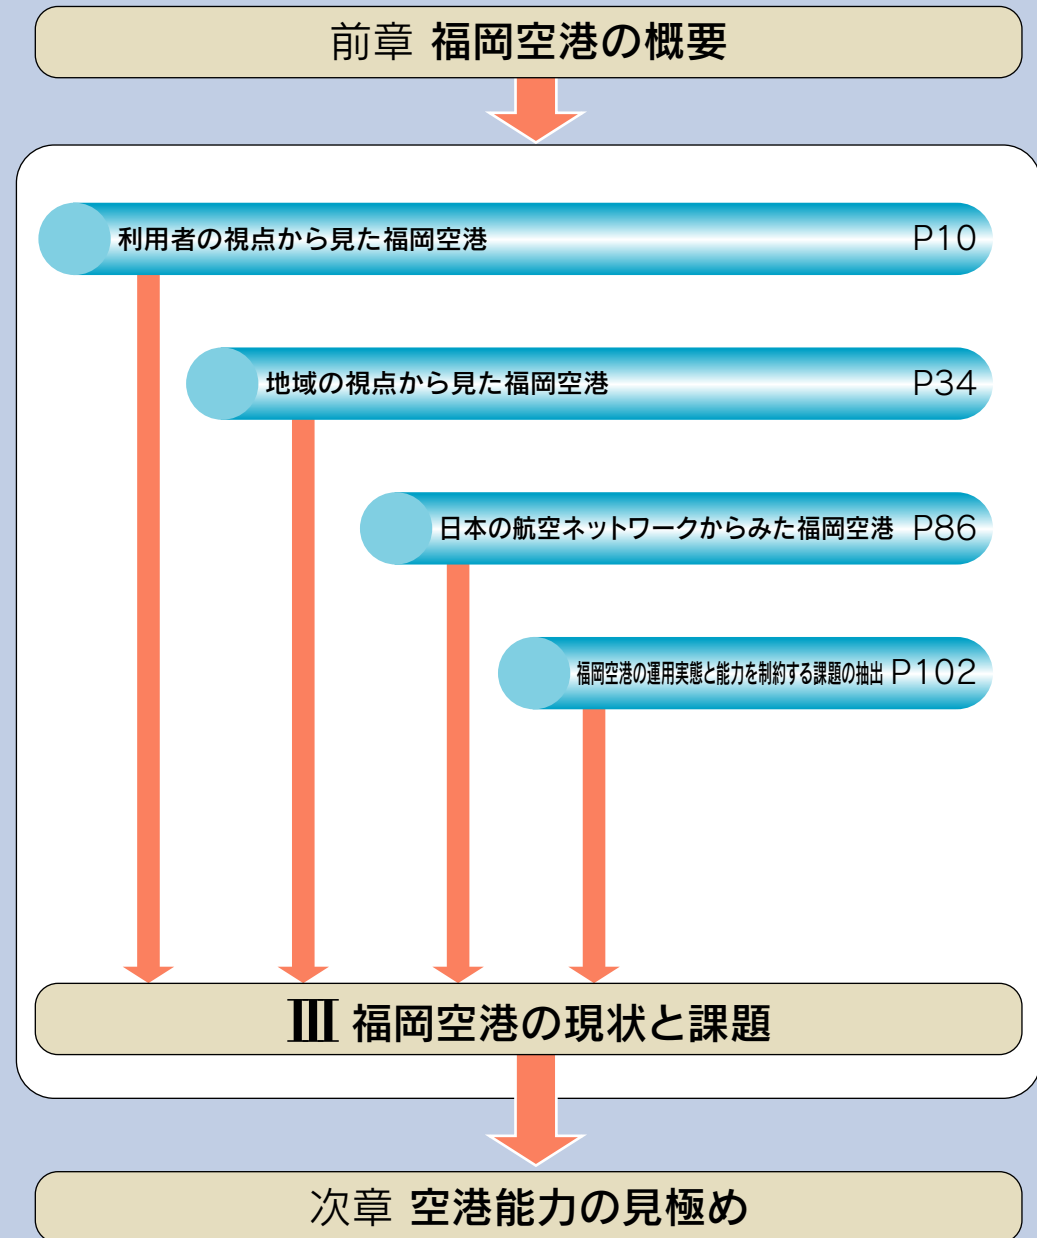 前章 福岡空港の概要
利用者の視点から見た福岡空港 P10
地域の視点から見た福岡空港 P34
日本の航空ネットワークからみた福岡空港 P86
福岡空港の運用実態と能力を制約する課題の抽出 P102
Ⅲ 福岡空港の現状と課題
次章 空港能力の見極め